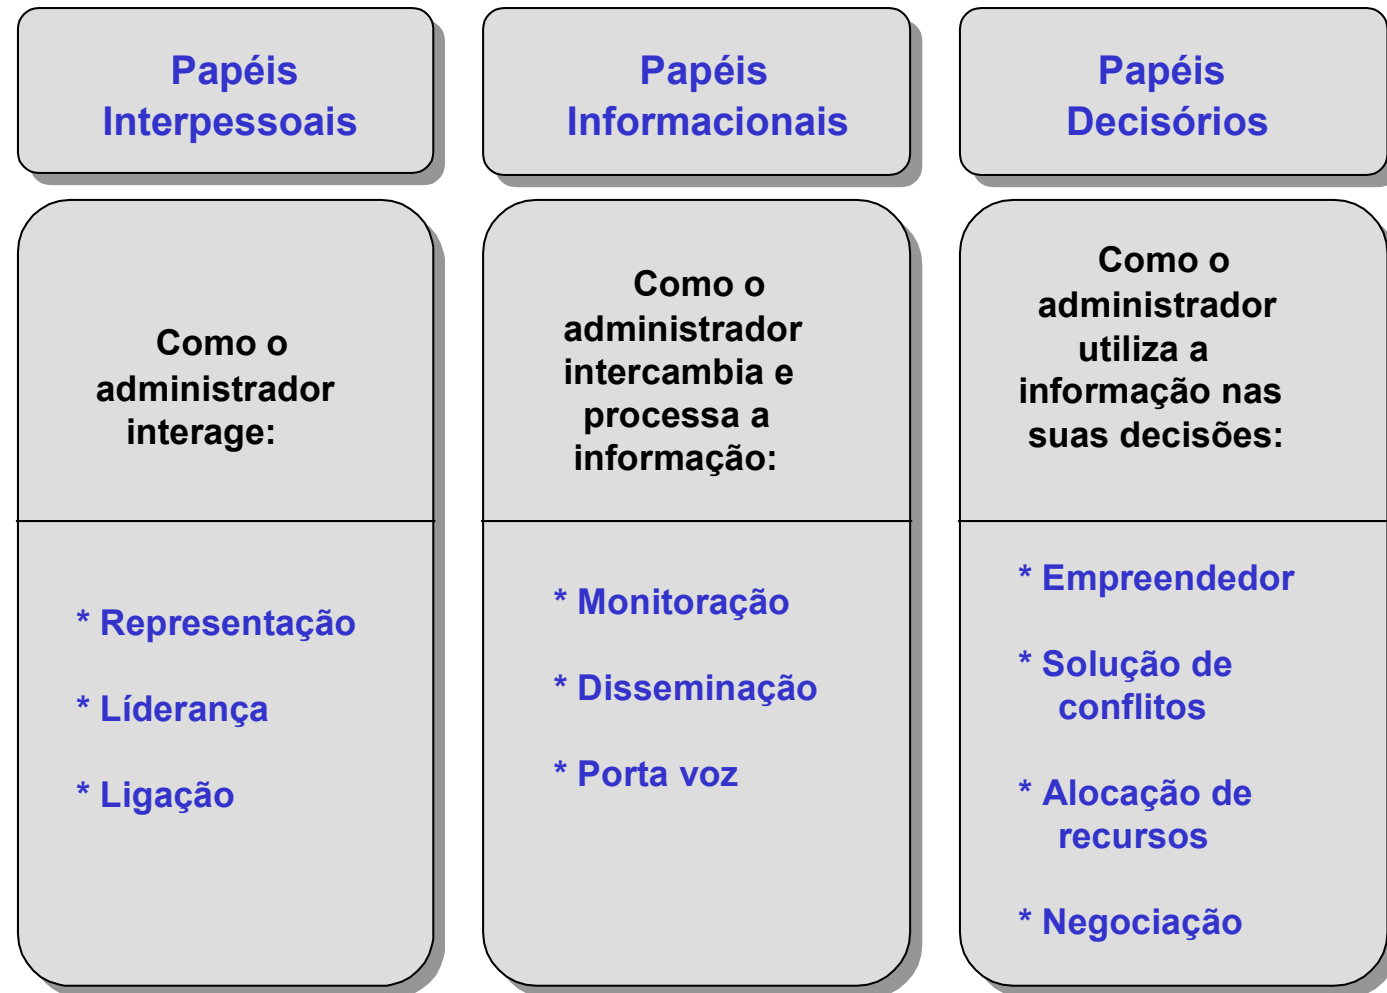 Papéis
Interpessoais
Como o
administrador
interage:
* Representação
* Líderança
* Ligação
Papéis
Informacionais
Como o
administrador
intercambia e
processa a
informação:
* Monitoração
* Disseminação
* Porta voz
Papéis
Decisórios
Como o
administrador
utiliza a
informação nas
suas decisões:
* Empreendedor
* Solução de
conflitos
* Alocação de
recursos
* Negociação